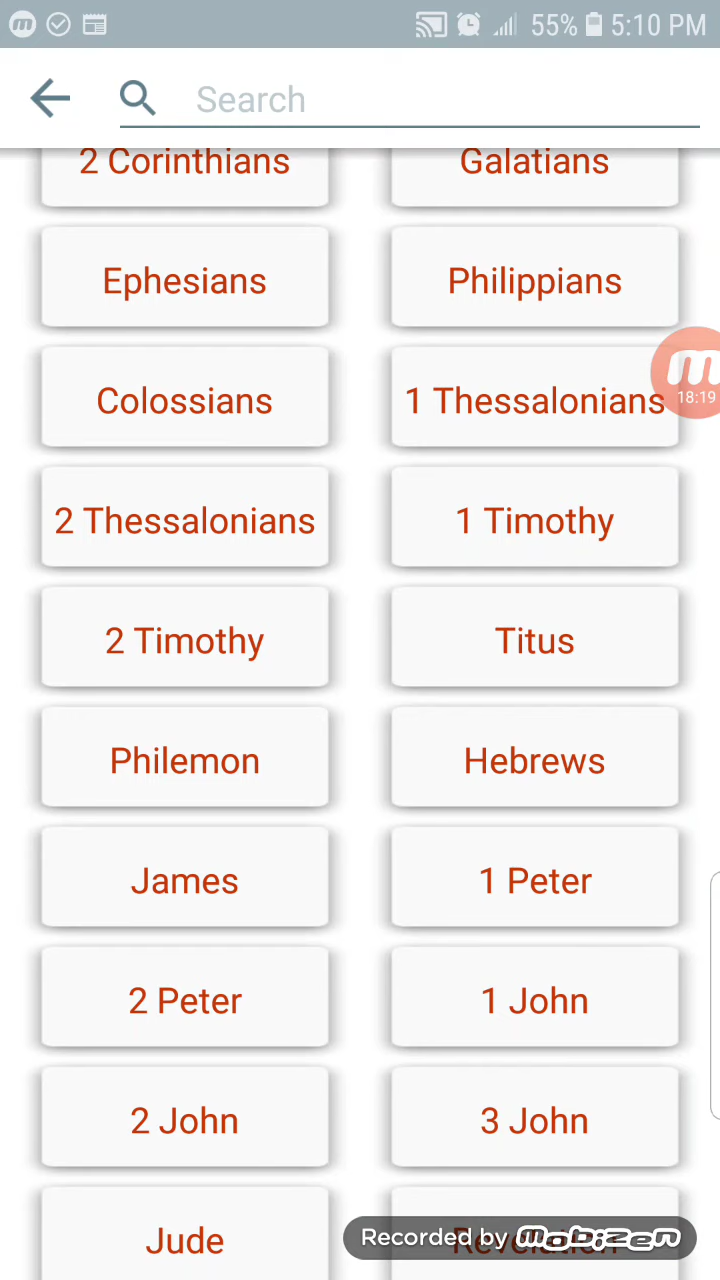 55% 5:10 PM
Search
2 Corinthians Galatians
Ephesians Philippians
Colossians 1 Thessalonians
18:19
2 Thessalonians 1 Timothy
2 Timothy Titus
Philemon Hebrews
James 1 Peter
2 Peter 1 John
2 John 3 John
Jude Revelation
Recorded by Mobizen